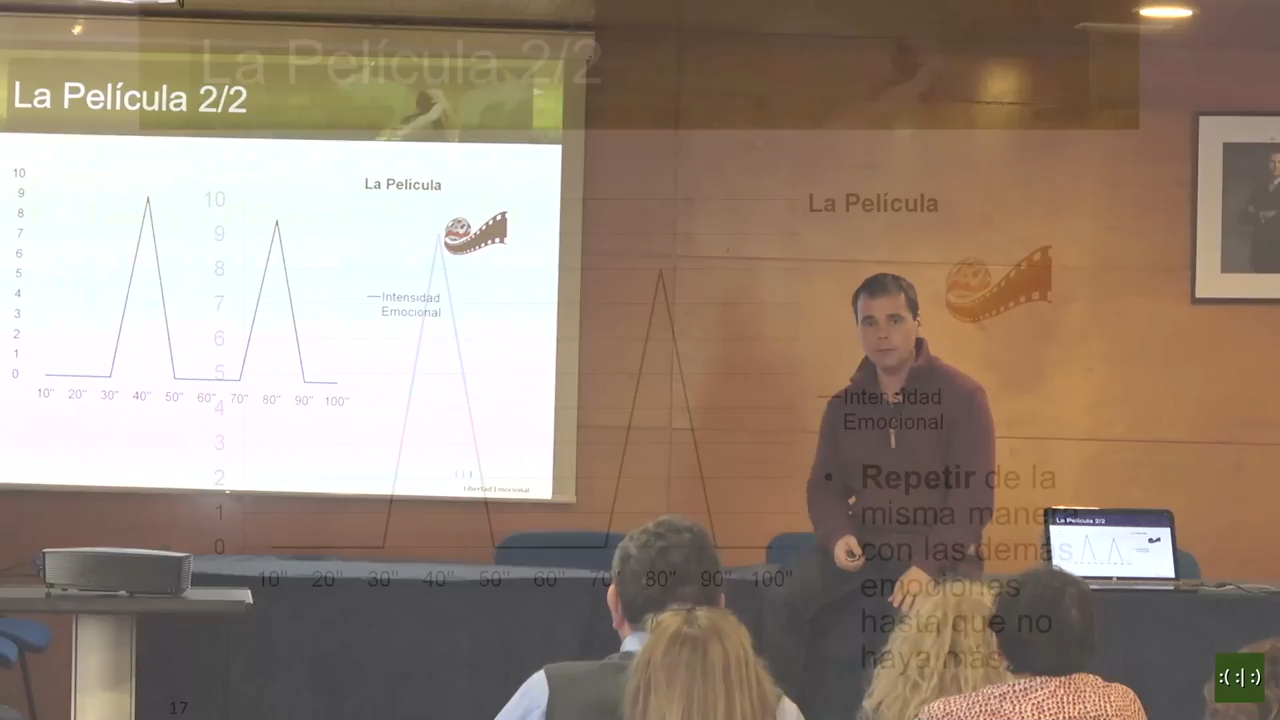 La Película 2/2
La Película 2/2
10
9
8
7
6
5
4
3
2
1
0
10" 20" 30" 40" 50" 60" 70" 80" 90" 100"
La Película
—Intensidad
Emocional
Libertad Emocional
10
9
8
7
6
5
4
3
2
1
0
10" 20" 30" 40" 50" 60" 70" 80" 90" 100"
La Película
—Intensidad
Emocional
• Repetir de la
misma manera
con las demás
emociones
hasta que no
haya más
17
La Película 2/2
:( :| :)